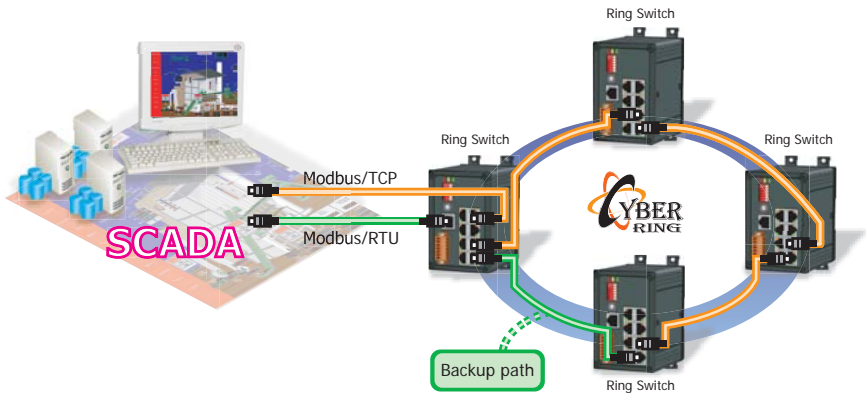 Ring Switch
Ring Switch
Ring Switch
Modbus/TCP
Modbus/RTU
SCADA
CYBER
RING
Backup path
Ring Switch